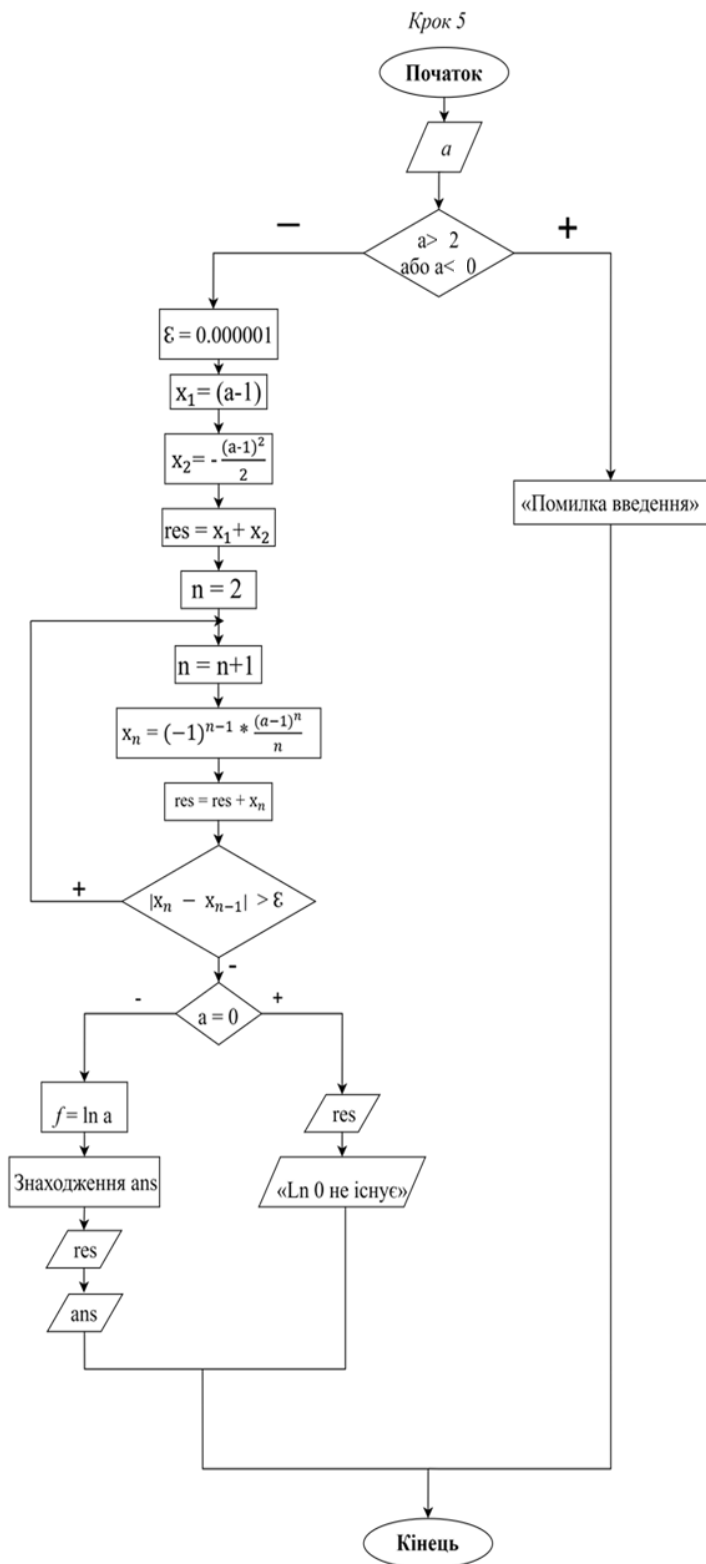 Крок 5
Початок
a
a> 2
або a< 0
−
+
Ɛ = 0.000001
x₁= (a-1)
x₂= -(a-1)²/2
res = x₁+ x₂
n = 2
n = n+1
xₙ = (−1)ⁿ⁻¹ * (a−1)ⁿ/n
res = res + xₙ
|xₙ − xₙ₋₁| > Ɛ
+
-
a = 0
-
+
f = ln a
Знаходження ans
res
ans
res
«Ln 0 не існує»
«Помилка введення»
Кінець